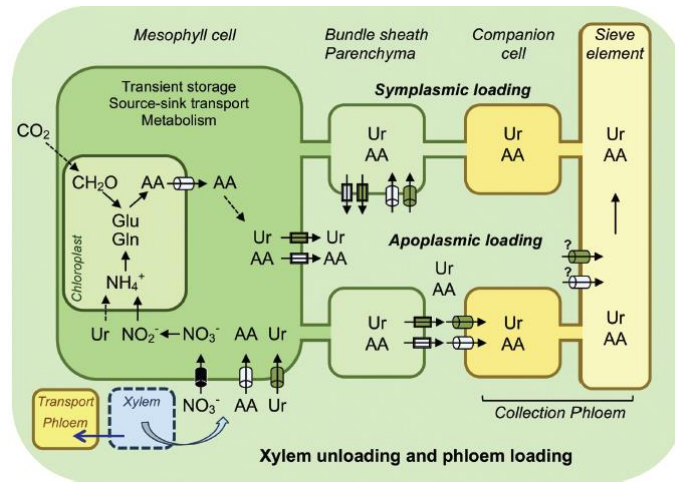 Mesophyll cell
Bundle sheath
Parenchyma
Companion
cell
Sieve
element
Transient storage
Source-sink transport
Metabolism
Symplasmic loading
CO₂
Ur
AA
Ur
AA
Ur
AA
CH₂O
AA
AA
Glu
Gln
Chloroplast
NH₄⁺
Ur
Ur
AA
AA
Apoplasmic loading
?
?
Ur
AA
Ur
AA
Ur
AA
Ur
AA
Ur
NO₂⁻
NO₃⁻
AA
Ur
NO₃⁻
AA
Ur
Transport
Phloem
Xylem
Collection Phloem
Xylem unloading and phloem loading